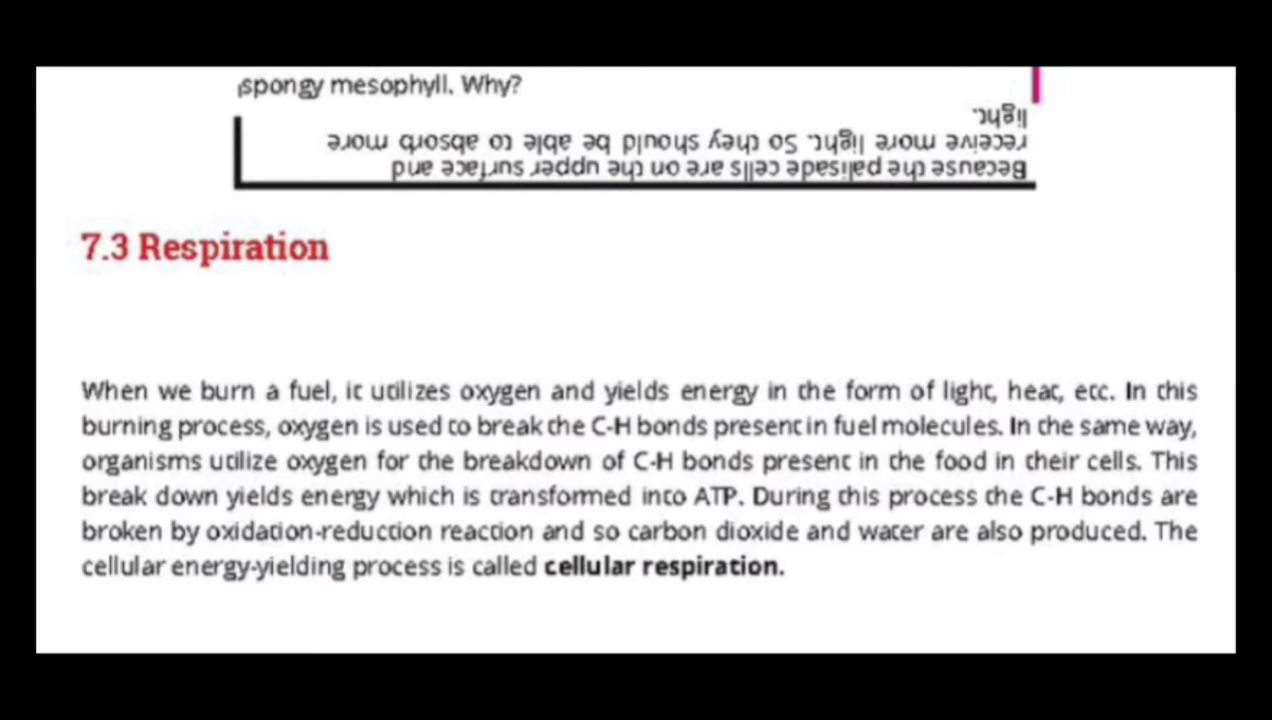 spongy mesophyll. Why?
Because the palisade cells are on the upper surface and
receive more light. So they should be able to absorb more
light.
7.3 Respiration
When we burn a fuel, it utilizes oxygen and yields energy in the form of light, heat, etc. In this
burning process, oxygen is used to break the C-H bonds present in fuel molecules. In the same way,
organisms utilize oxygen for the breakdown of C-H bonds present in the food in their cells. This
break down yields energy which is transformed into ATP. During this process the C-H bonds are
broken by oxidation-reduction reaction and so carbon dioxide and water are also produced. The
cellular energy-yielding process is called cellular respiration.